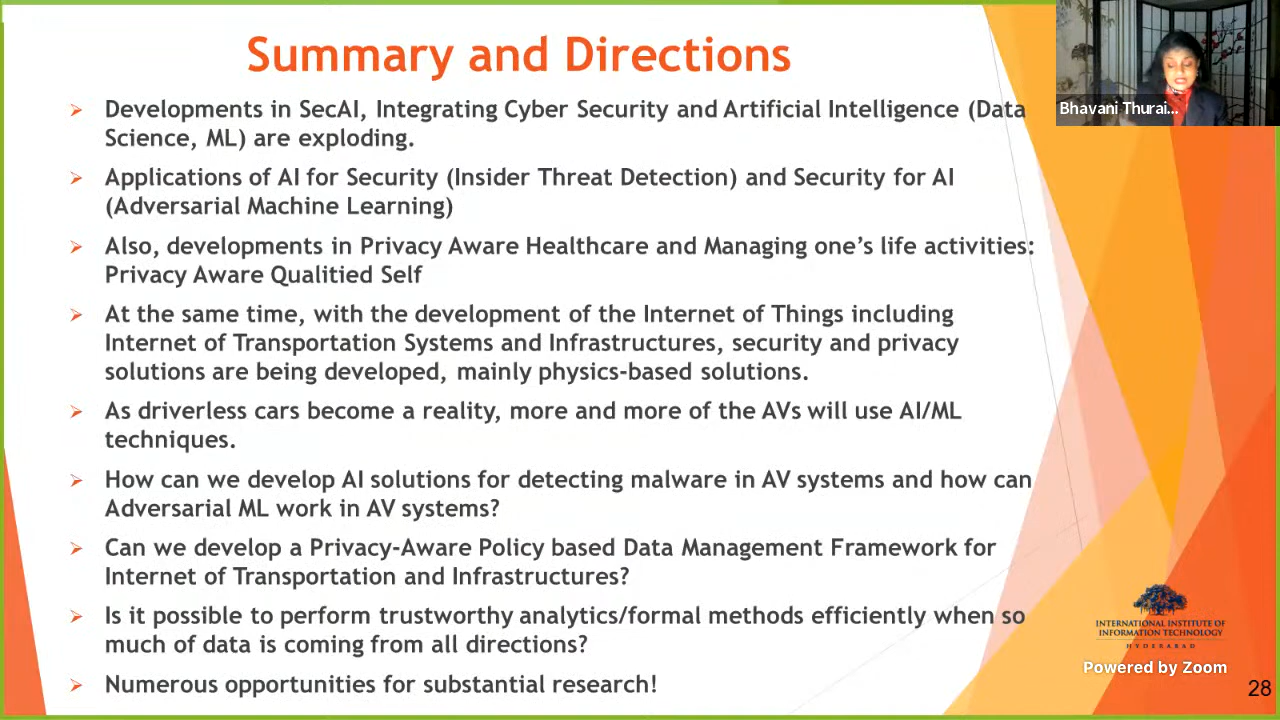 Summary and Directions
Bhavani Thurai...
➢ Developments in SecAI, Integrating Cyber Security and Artificial Intelligence (Data
Science, ML) are exploding.
➢ Applications of AI for Security (Insider Threat Detection) and Security for AI
(Adversarial Machine Learning)
➢ Also, developments in Privacy Aware Healthcare and Managing one's life activities:
Privacy Aware Qualitied Self
➢ At the same time, with the development of the Internet of Things including
Internet of Transportation Systems and Infrastructures, security and privacy
solutions are being developed, mainly physics-based solutions.
➢ As driverless cars become a reality, more and more of the AVs will use AI/ML
techniques.
➢ How can we develop AI solutions for detecting malware in AV systems and how can
Adversarial ML work in AV systems?
➢ Can we develop a Privacy-Aware Policy based Data Management Framework for
Internet of Transportation and Infrastructures?
➢ Is it possible to perform trustworthy analytics/formal methods efficiently when so
much of data is coming from all directions?
➢ Numerous opportunities for substantial research!
INTERNATIONAL INSTITUTE OF
INFORMATION TECHNOLOGY
HYDERABAD
Powered by Zoom
28